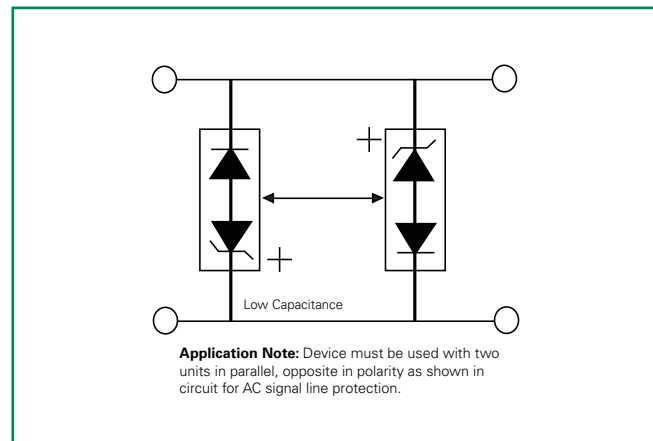 +
+
Low Capacitance
Application Note: Device must be used with two
units in parallel, opposite in polarity as shown in
circuit for AC signal line protection.